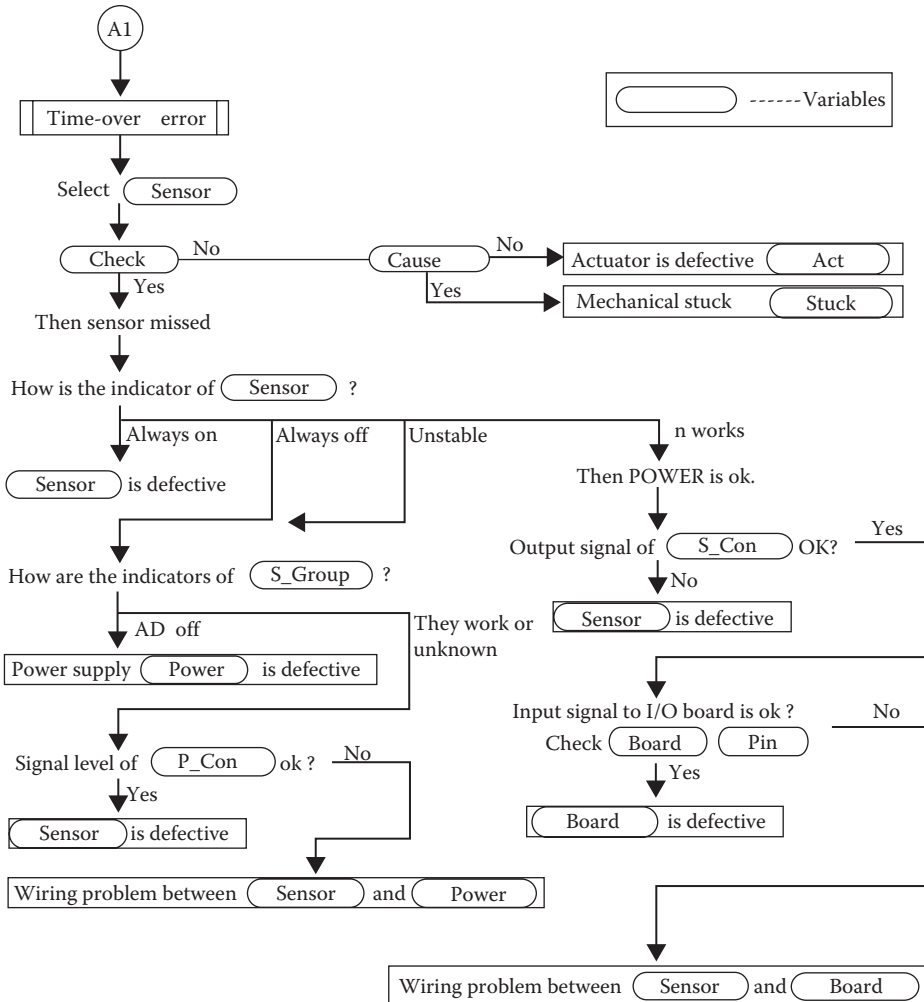 A1
------Variables
Time-over error
Select Sensor
Check
No
Cause
No
Actuator is defective Act
Yes
Yes
Mechanical stuck Stuck
Then sensor missed
How is the indicator of Sensor ?
Always on
Always off
Unstable
n works
Sensor is defective
Then POWER is ok.
Output signal of S_Con OK?
Yes
How are the indicators of S_Group ?
No
Sensor is defective
AD off
They work or
unknown
Power supply Power is defective
Input signal to I/O board is ok ?
No
Check Board Pin
Signal level of P_Con ok ?
No
Yes
Yes
Sensor is defective
Board is defective
Wiring problem between Sensor and Power
Wiring problem between Sensor and Board